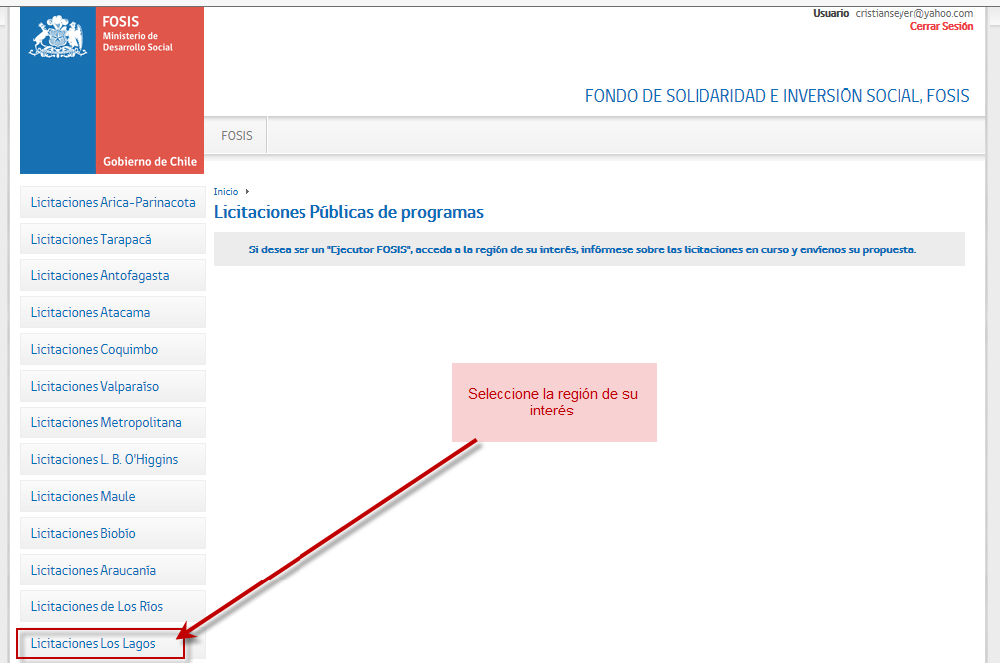 Usuario cristianseyer@yahoo.com
Cerrar Sesión
FOSIS
Ministerio de
Desarrollo Social
Gobierno de Chile
FONDO DE SOLIDARIDAD E INVERSIÓN SOCIAL, FOSIS
FOSIS
Inicio
Licitaciones Públicas de programas
Si desea ser un "Ejecutor FOSIS", acceda a la región de su interés, infórmese sobre las licitaciones en curso y envíenos su propuesta.
Licitaciones Arica-Parinacota
Licitaciones Tarapacá
Licitaciones Antofagasta
Licitaciones Atacama
Licitaciones Coquimbo
Licitaciones Valparaíso
Licitaciones Metropolitana
Licitaciones L. B. O'Higgins
Licitaciones Maule
Licitaciones Biobío
Licitaciones Araucanía
Licitaciones de Los Ríos
Licitaciones Los Lagos
Seleccione la región de su
interés